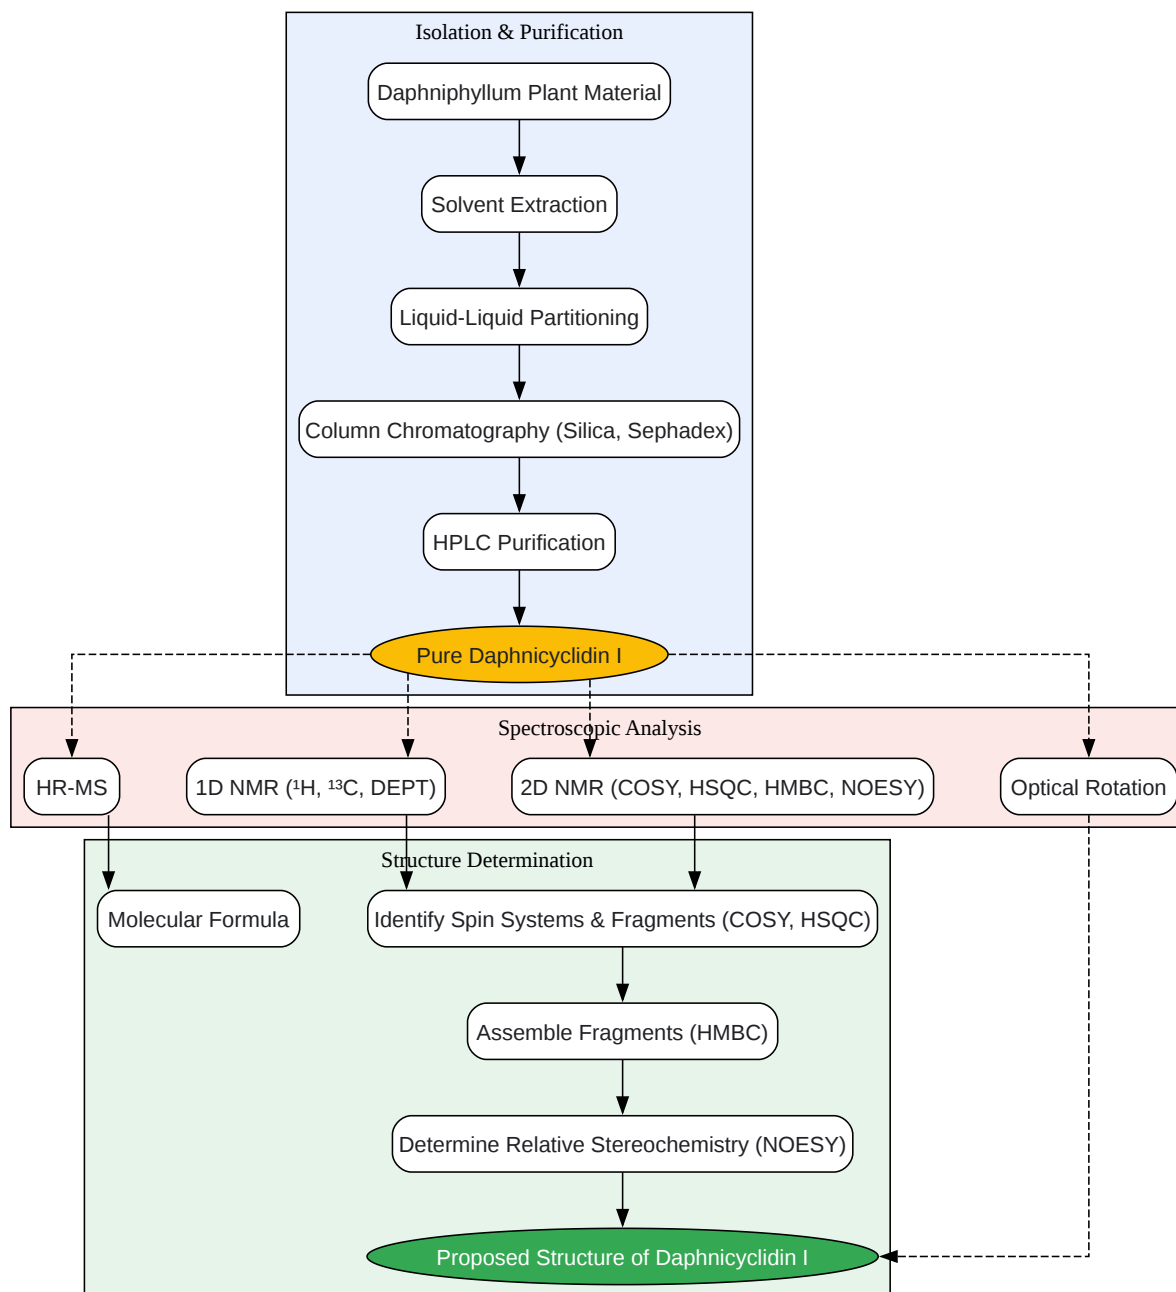 Isolation & Purification
Daphniphyllum Plant Material
Solvent Extraction
Liquid-Liquid Partitioning
Column Chromatography (Silica, Sephadex)
HPLC Purification
Pure Daphnicyclidin I
Spectroscopic Analysis
HR-MS
1D NMR (¹H, ¹³C, DEPT)
2D NMR (COSY, HSQC, HMBC, NOESY)
Optical Rotation
Structure Determination
Molecular Formula
Identify Spin Systems & Fragments (COSY, HSQC)
Assemble Fragments (HMBC)
Determine Relative Stereochemistry (NOESY)
Proposed Structure of Daphnicyclidin I